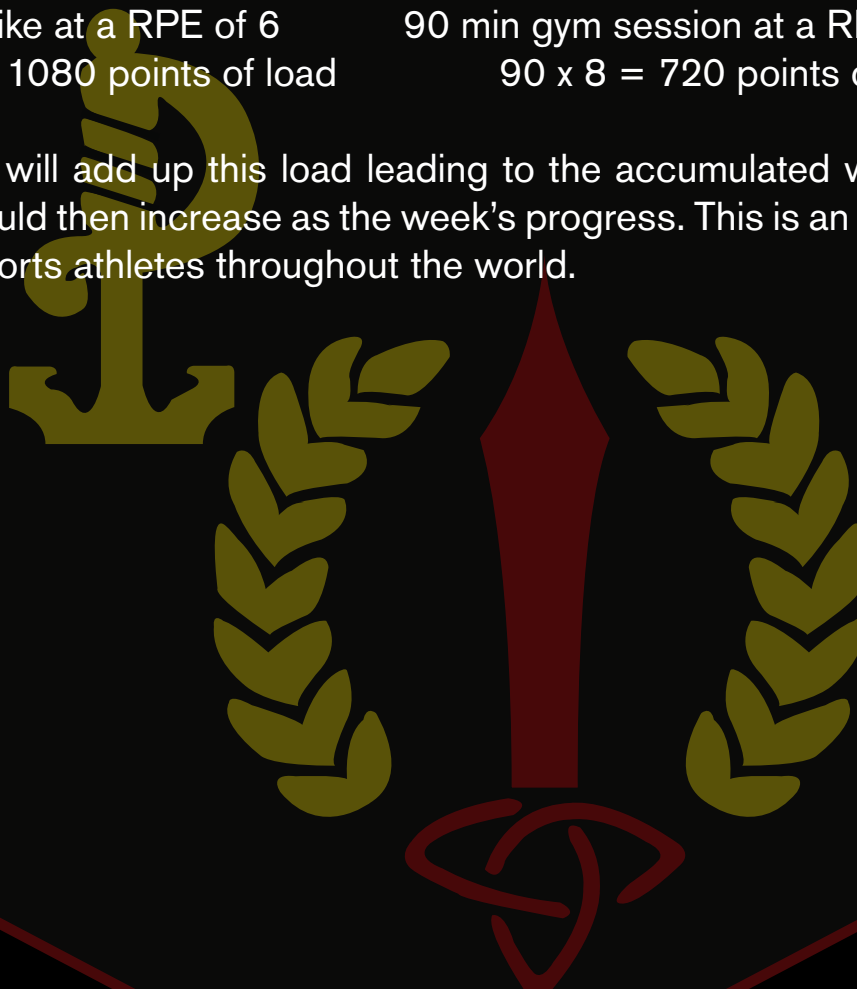 ike at a RPE of 6 90 min gym session at a R
1080 points of load 90 x 8 = 720 points
will add up this load leading to the accumulated
uld then increase as the week's progress. This is an
orts athletes throughout the world.